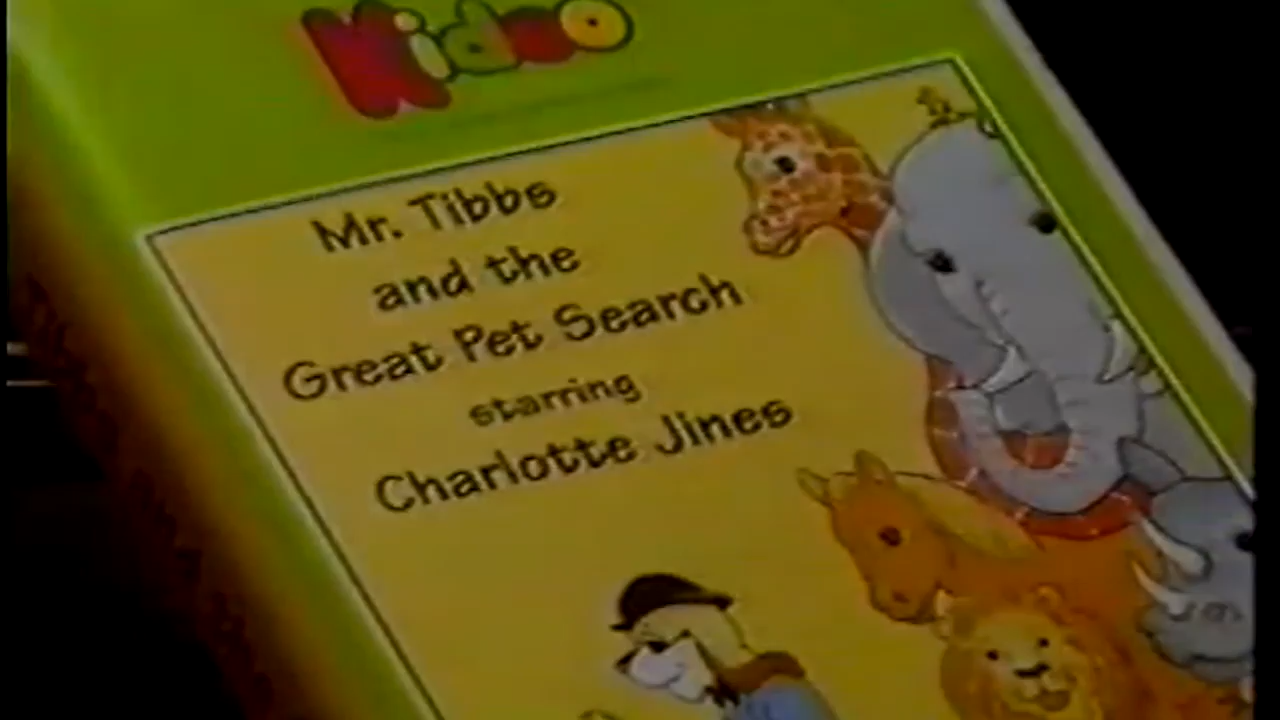 Kideo
Mr. Tibbs
and the
Great Pet Search
starring
Charlotte Jines